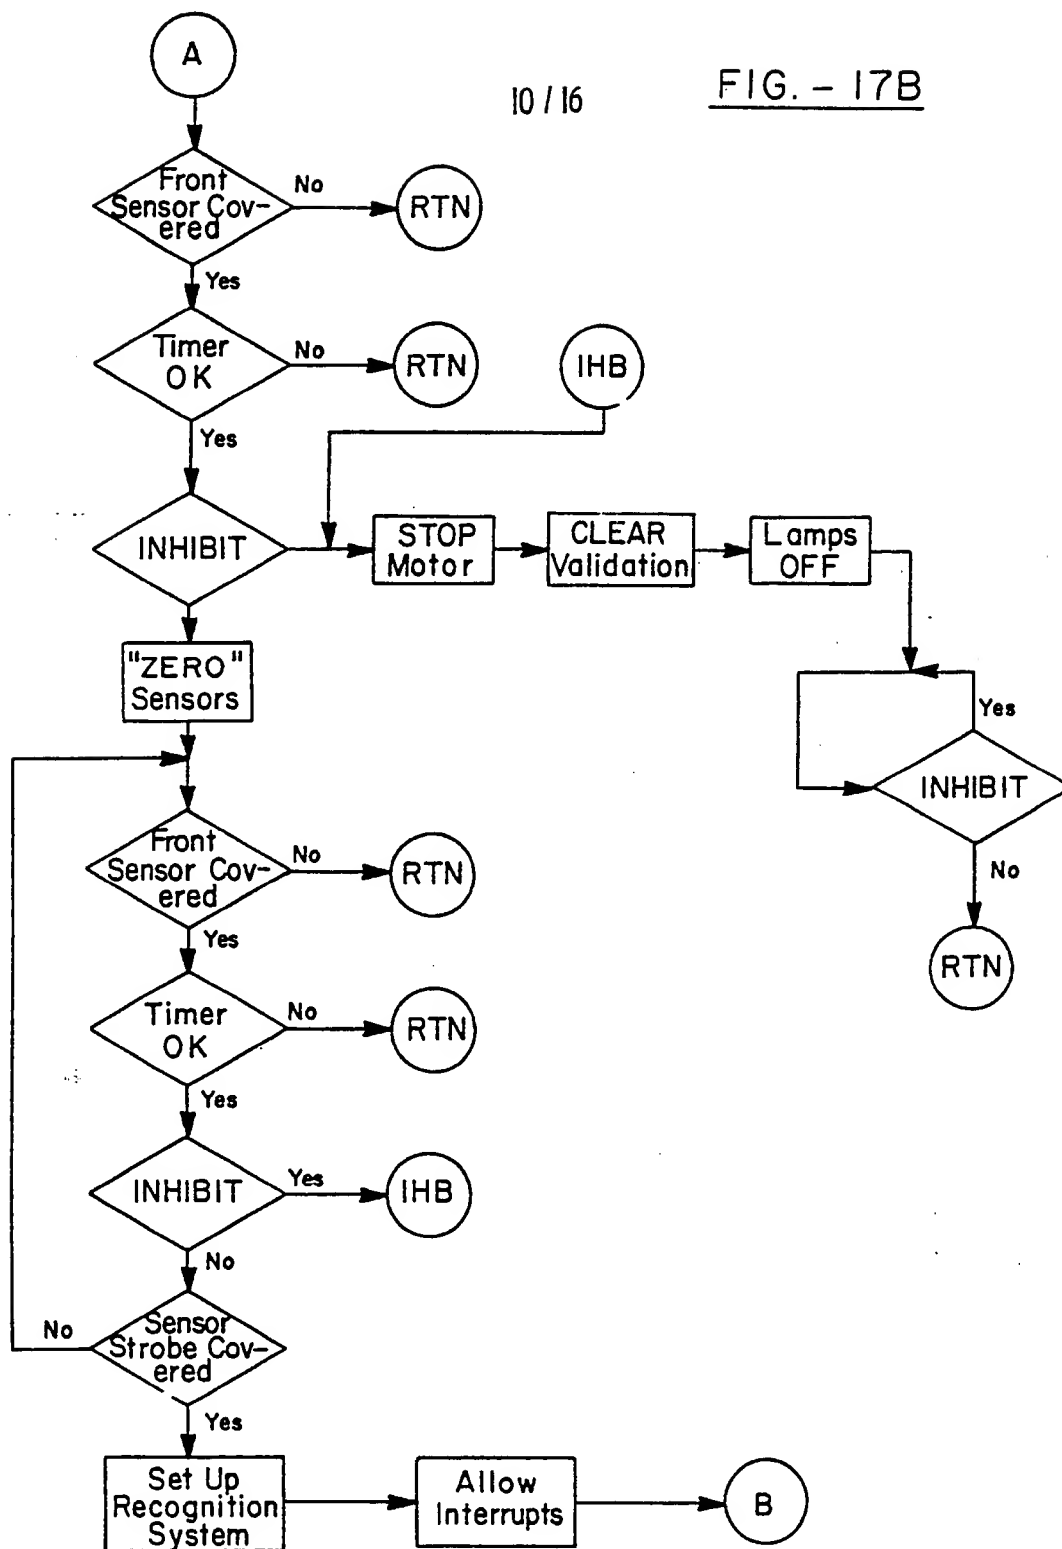 A
10 / 16
FIG. - 17B
Front
Sensor Cov-
ered
No
RTN
Yes
Timer
OK
No
RTN
IHB
Yes
INHIBIT
STOP
Motor
CLEAR
Validation
Lamps
OFF
"ZERO"
Sensors
Yes
INHIBIT
No
RTN
Front
Sensor Cov-
ered
No
RTN
Yes
Timer
OK
No
RTN
Yes
INHIBIT
Yes
IHB
No
Sensor
Strobe Cov-
ered
No
Yes
Set Up
Recognition
System
Allow
Interrupts
B